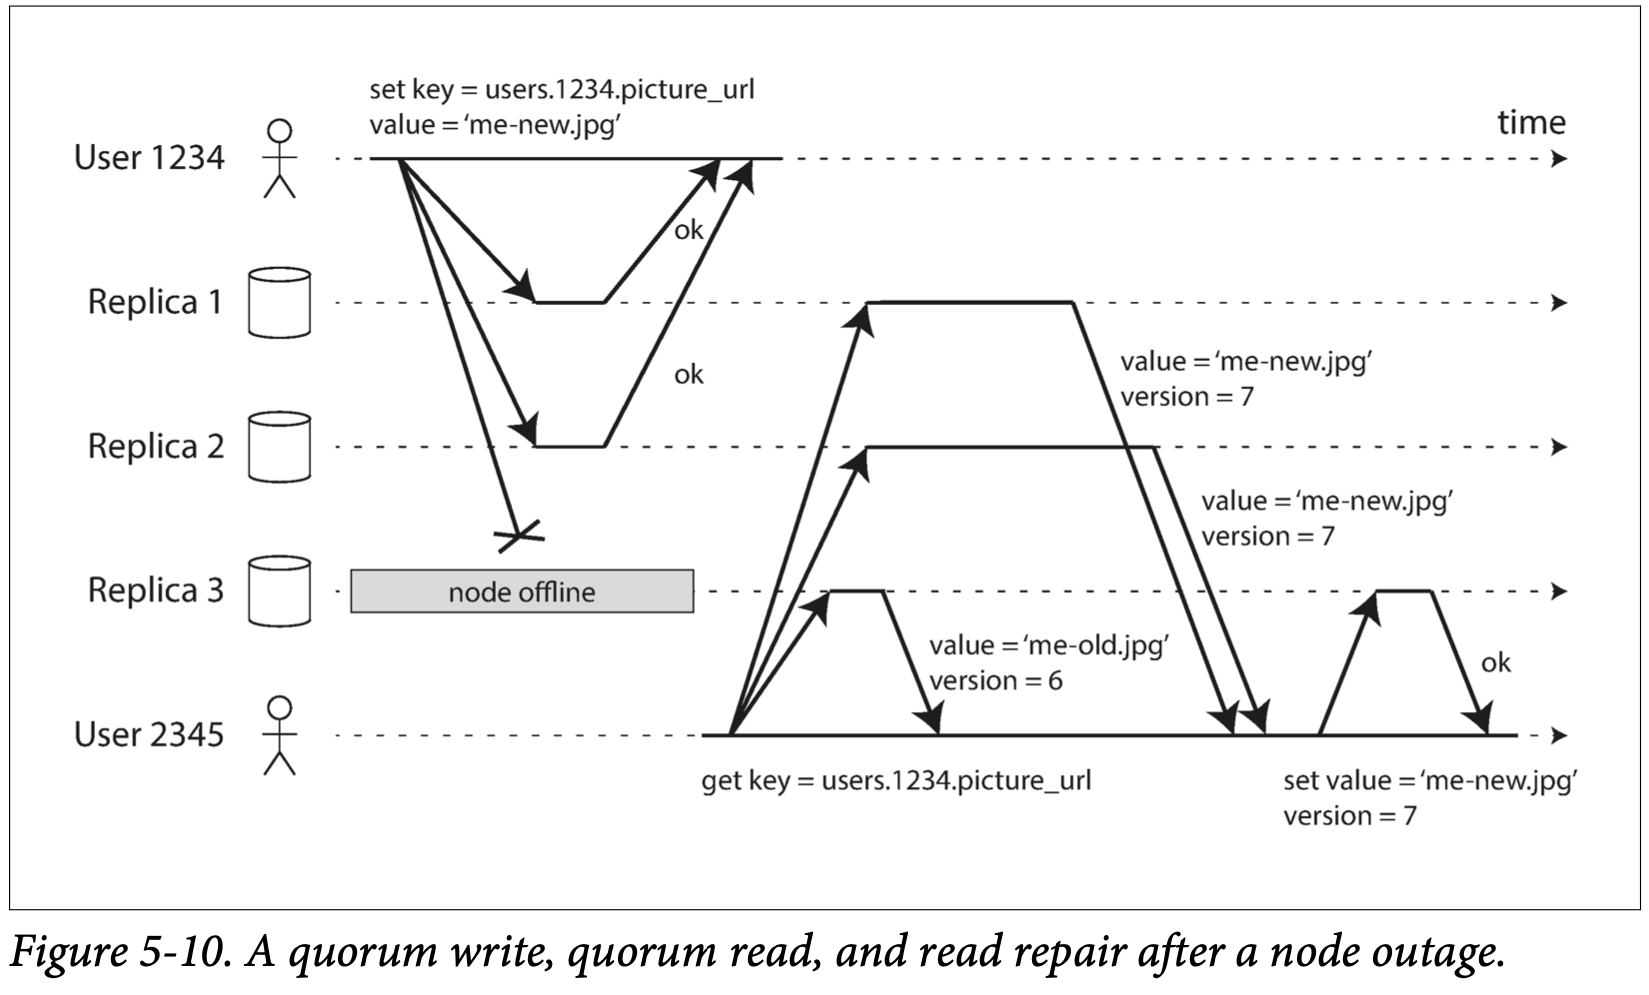 set key = users.1234.picture_url
value = ‘me-new.jpg’
time
User 1234
ok
Replica 1
value = ‘me-new.jpg’
version = 7
ok
Replica 2
value = ‘me-new.jpg’
version = 7
Replica 3
node offline
value = ‘me-old.jpg’
version = 6
ok
User 2345
get key = users.1234.picture_url
set value = ‘me-new.jpg’
version = 7
Figure 5-10. A quorum write, quorum read, and read repair after a node outage.